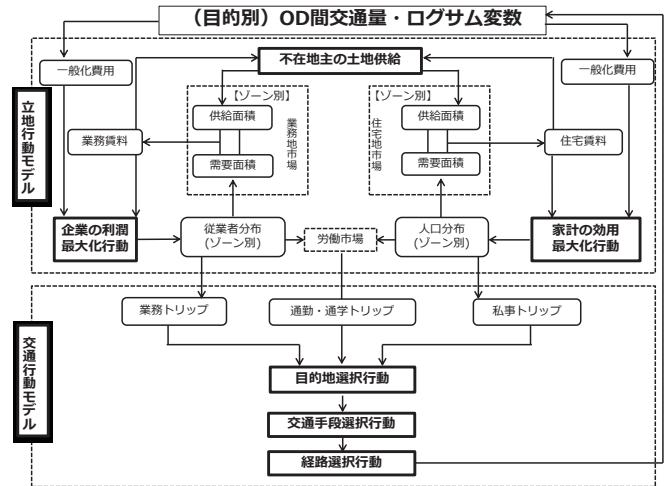 （目的別）OD間交通量・ログサム変数
一般化費用
不在地主の土地供給
一般化費用
立地行動モデル
【ゾーン別】
供給面積
業務地市場
需要面積
業務賃料
【ゾーン別】
供給面積
住宅地市場
需要面積
住宅賃料
企業の利潤
最大化行動
従業者分布
(ゾーン別)
労働市場
人口分布
(ゾーン別)
家計の効用
最大化行動
交通行動モデル
業務トリップ
通勤・通学トリップ
私事トリップ
目的地選択行動
交通手段選択行動
経路選択行動